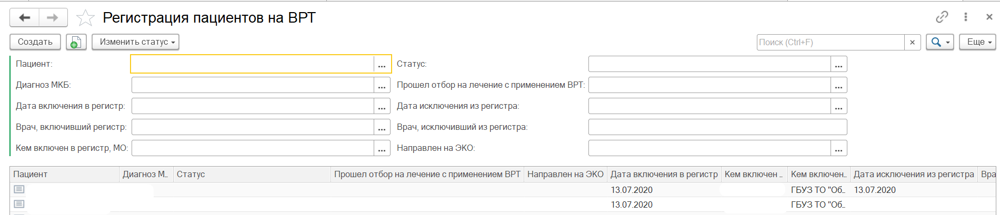 Регистрация пациентов на ВРТ
Создать Изменить статус Поиск (Ctrl+F) × Еще
Пациент: ... Статус: ...
Диагноз МКБ: ... Прошел отбор на лечение с применением ВРТ: ...
Дата включения в регистр: ... Дата исключения из регистра: ...
Врач, включивший регистр: ... Врач, исключивший из регистра:
Кем включен в регистр, МО: ... Направлен на ЭКО: ...
Пациент Диагноз М... Статус Прошел отбор на лечение с применением ВРТ Направлен на ЭКО Дата включения в регистр Кем включен ... Кем включен... Дата исключения из регистра Вра
13.07.2020 ГБУЗ ТО "Об... 13.07.2020
13.07.2020 ГБУЗ ТО "Об...